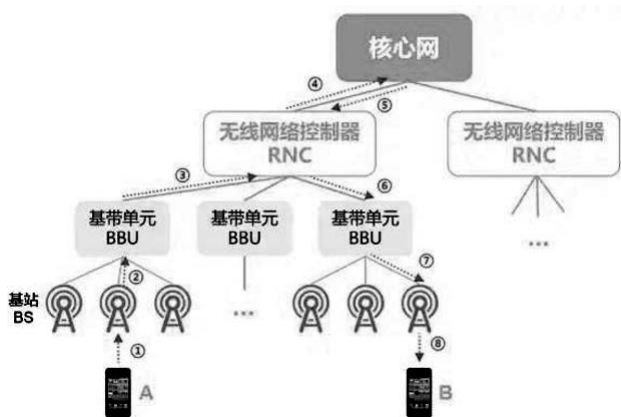 核心网
④
⑤
无线网络控制器
RNC
无线网络控制器
RNC
③
⑥
基带单元
BBU
基带单元
BBU
基带单元
BBU
...
②
⑦
基站
BS
...
①
⑧
A
B